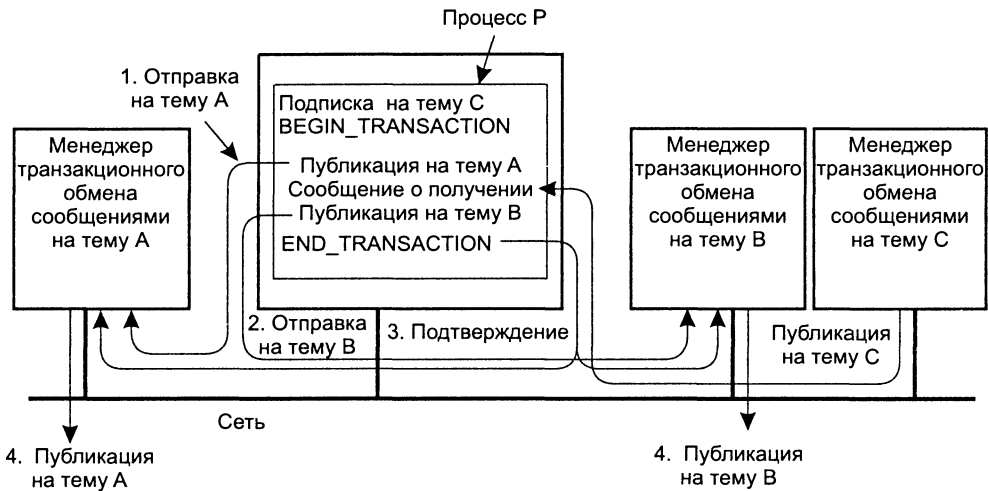 Процесс P
1. Отправка
на тему A
Подписка на тему C
BEGIN_TRANSACTION
Публикация на тему A
Сообщение о получении
Публикация на тему B
END_TRANSACTION
Менеджер
транзакционного
обмена
сообщениями
на тему A
Менеджер
транзакционного
обмена
сообщениями
на тему B
Менеджер
транзакционного
обмена
сообщениями
на тему C
2. Отправка
на тему B
3. Подтверждение
Публикация
на тему C
Сеть
4. Публикация
на тему A
4. Публикация
на тему B